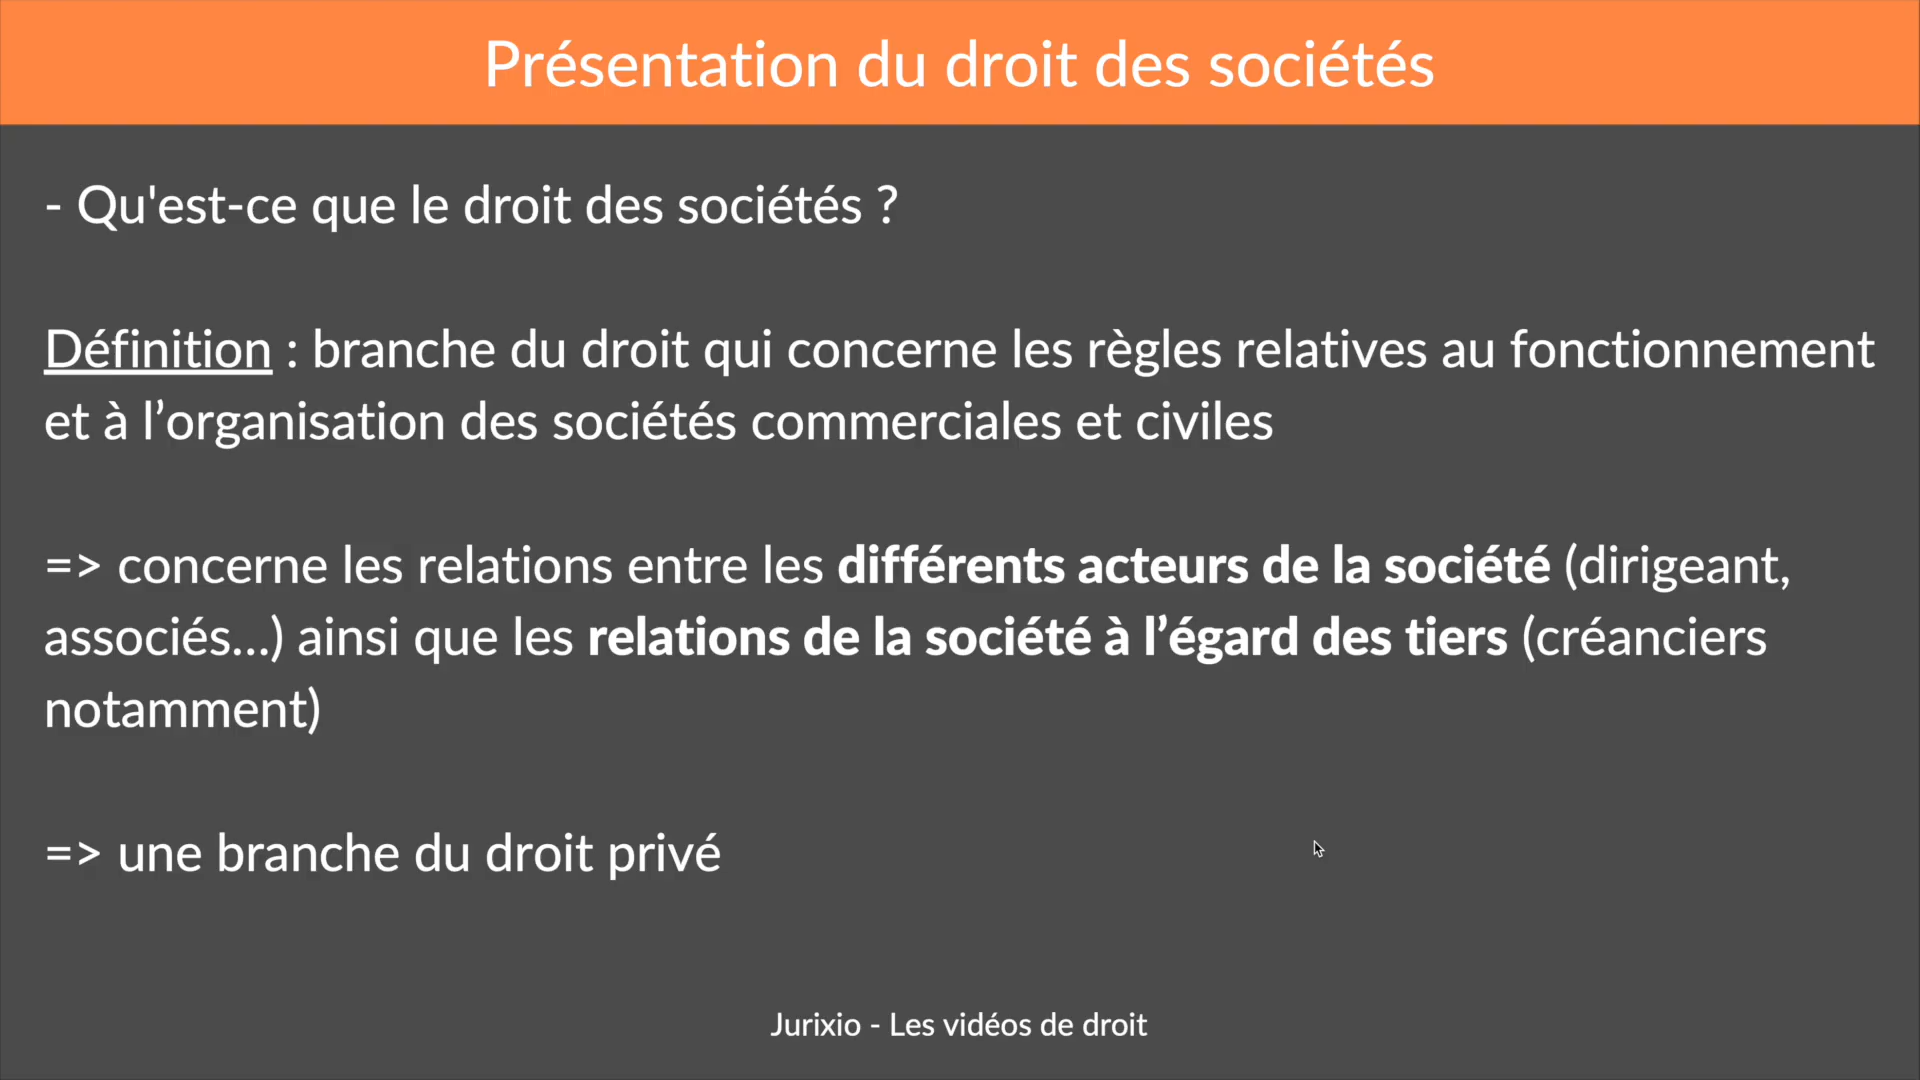 Présentation du droit des sociétés
- Qu'est-ce que le droit des sociétés ?
Définition : branche du droit qui concerne les règles relatives au fonctionnement
et à l’organisation des sociétés commerciales et civiles
=> concerne les relations entre les différents acteurs de la société (dirigeant,
associés...) ainsi que les relations de la société à l’égard des tiers (créanciers
notamment)
=> une branche du droit privé
Jurixio - Les vidéos de droit